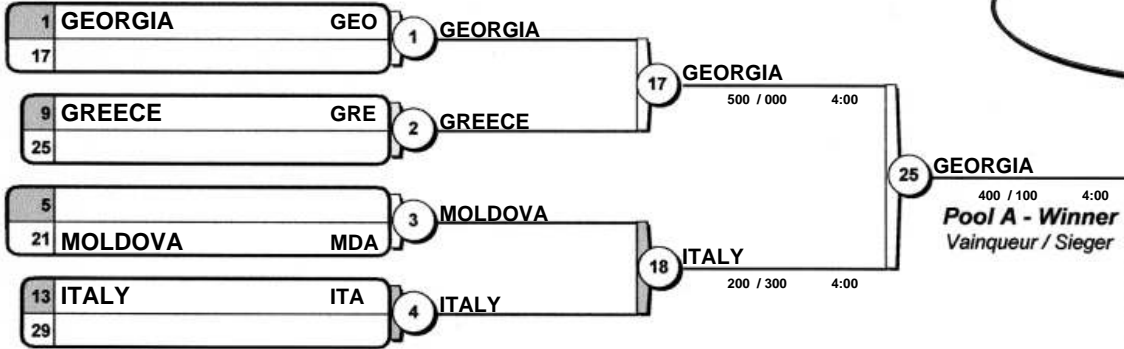 1 GEORGIA GEO
17
1 GEORGIA
9 GREECE GRE
25
2 GREECE
17 GEORGIA
500 / 000 4:00
5
21 MOLDOVA MDA
3 MOLDOVA
13 ITALY ITA
29
4 ITALY
18 ITALY
200 / 300 4:00
25 GEORGIA
400 / 100 4:00
Pool A - Winner
Vainqueur / Sieger